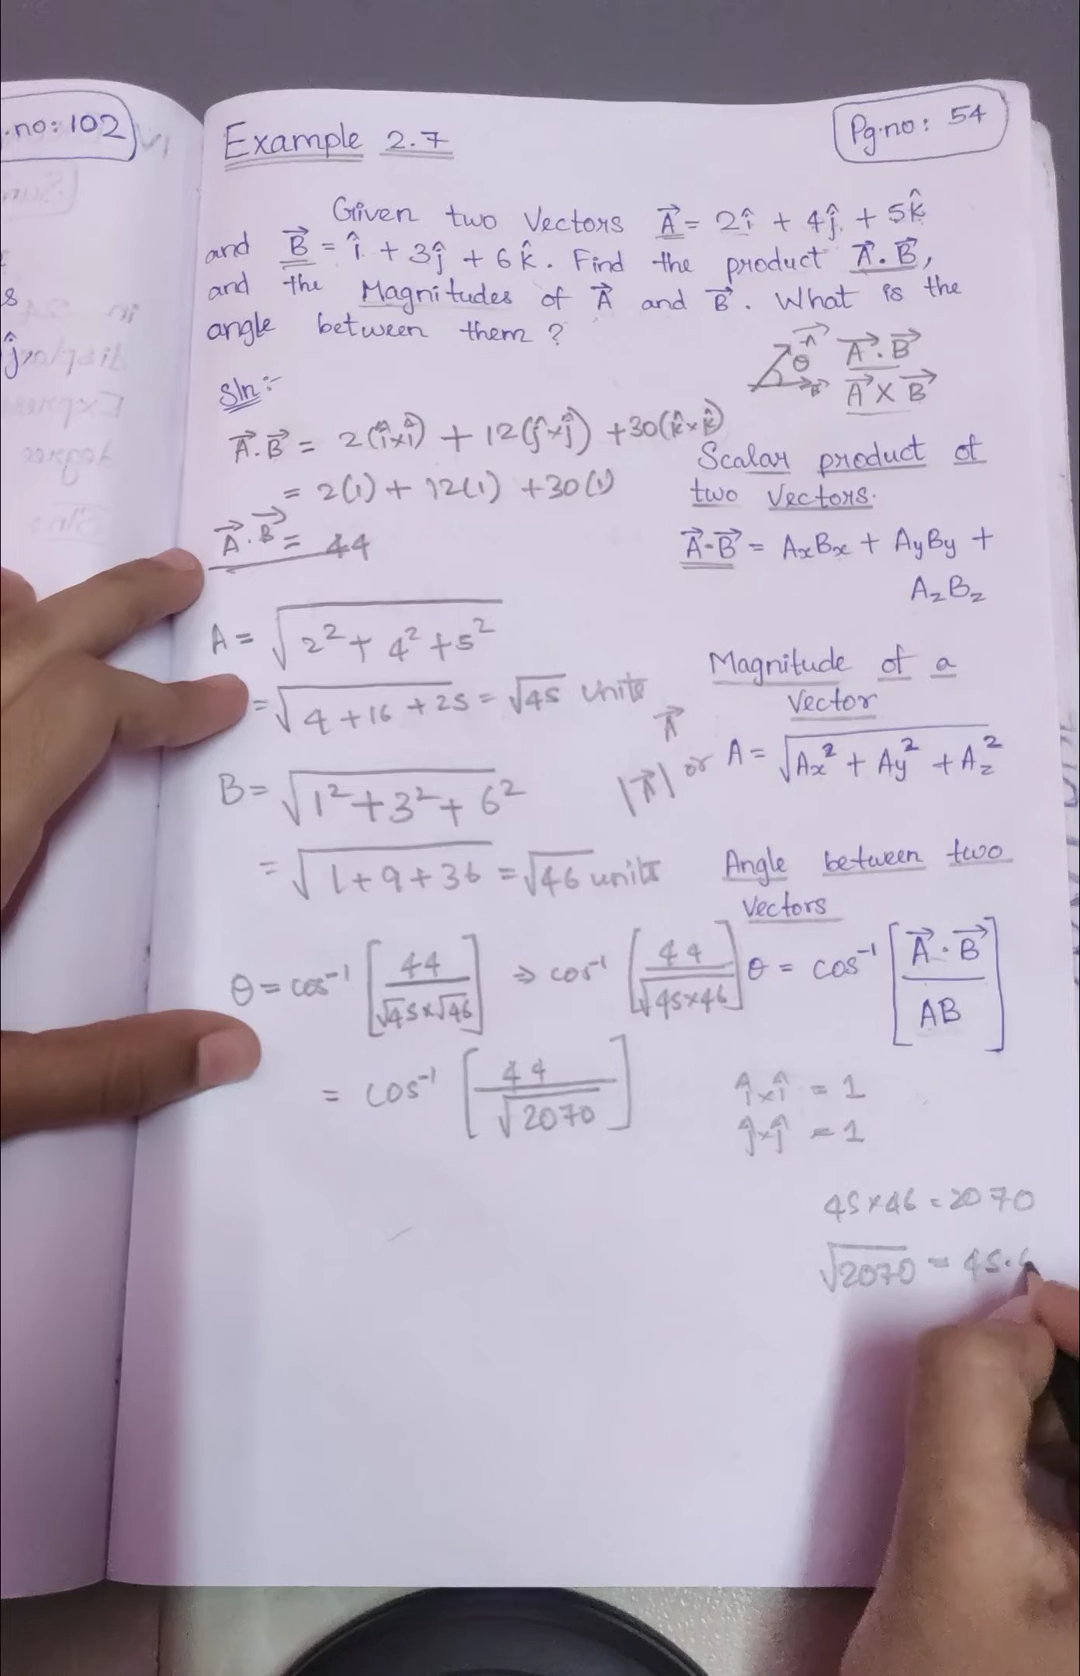 .no: 102
Example 2.7
Pg.no: 54
Given two Vectors A⃗ = 2î + 4ĵ + 5k̂
and B⃗ = î + 3ĵ + 6k̂. Find the product A⃗.B⃗,
and the Magnitudes of A⃗ and B⃗. What is the
angle between them?
Sln:-
A⃗ θ B⃗
A⃗.B⃗
A⃗ × B⃗
A⃗.B⃗ = 2(î×î) + 12(ĵ×ĵ) + 30(k̂×k̂)
= 2(1) + 12(1) + 30(1)
A⃗.B⃗ = 44
Scalar product of
two Vectors.
A⃗.B⃗ = AxBx + AyBy +
AzBz
A = √(2² + 4² + 5²)
= √(4 + 16 + 25) = √45 units
Magnitude of a
Vector
A⃗
|A⃗| or A = √(Ax² + Ay² + Az²)
B = √(1² + 3² + 6²)
= √(1 + 9 + 36) = √46 units
Angle between two
Vectors
θ = cos⁻¹ [A⃗.B⃗ / AB]
θ = cos⁻¹ [44 / √45×√46] ⇒ cos⁻¹ [44 / √45×46]
= cos⁻¹ [44 / √2070]
î×î = 1
ĵ×ĵ = 1
45×46 = 2070
√2070 = 45.